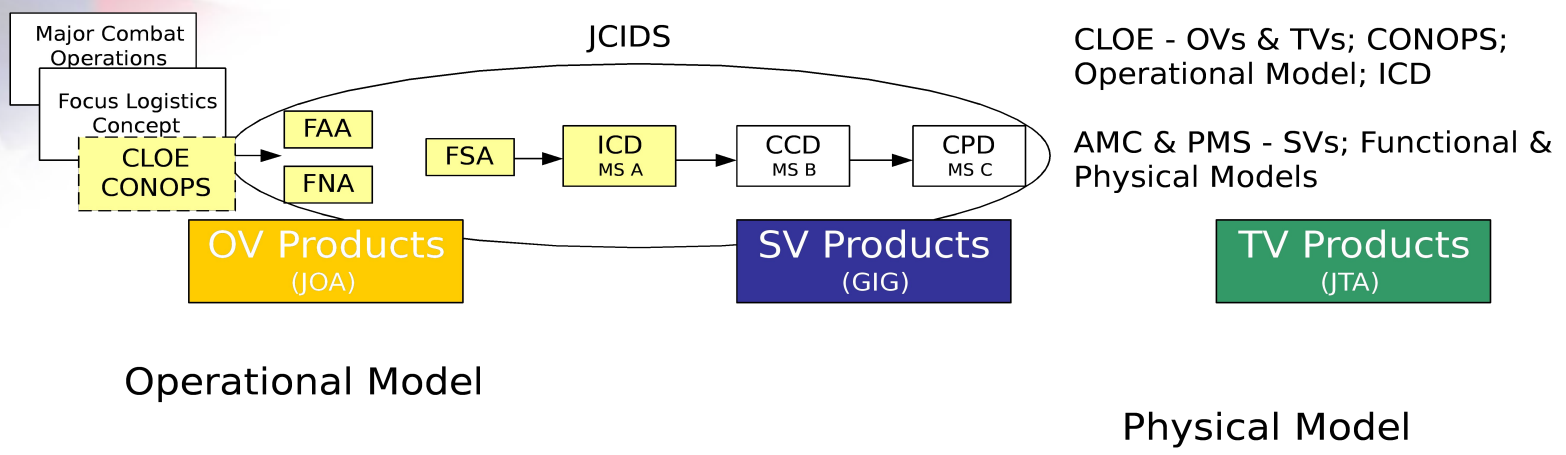 Major Combat
Operations
Focus Logistics
Concept
CLOE
CONOPS
JCIDS
FAA
FNA
FSA
ICD
MS A
CCD
MS B
CPD
MS C
CLOE - OVs & TVs; CONOPS;
Operational Model; ICD
AMC & PMS - SVs; Functional &
Physical Models
OV Products
(JOA)
SV Products
(GIG)
TV Products
(JTA)
Operational Model
Physical Model